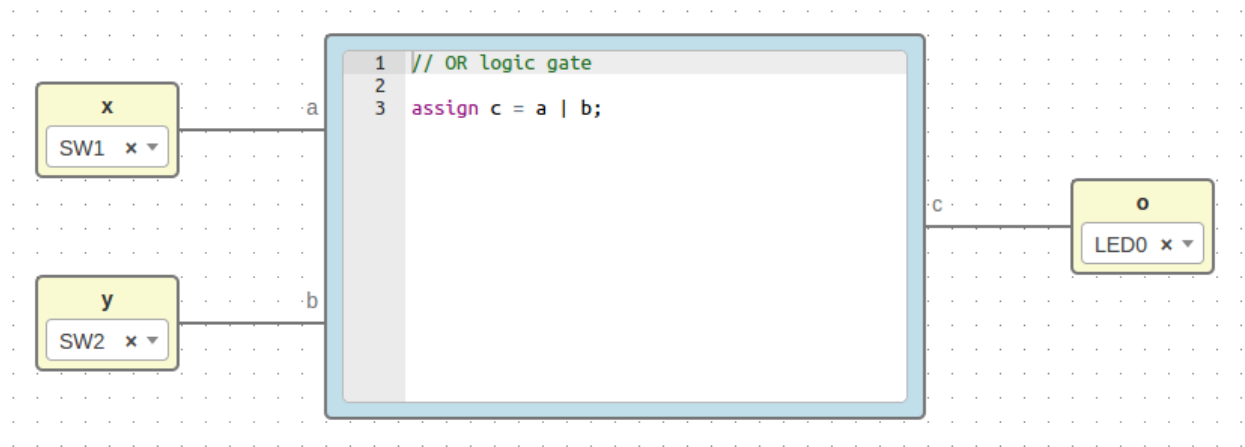 x
SW1 × ▾
a
y
SW2 × ▾
b
1 // OR logic gate
2
3 assign c = a | b;
c
o
LED0 × ▾